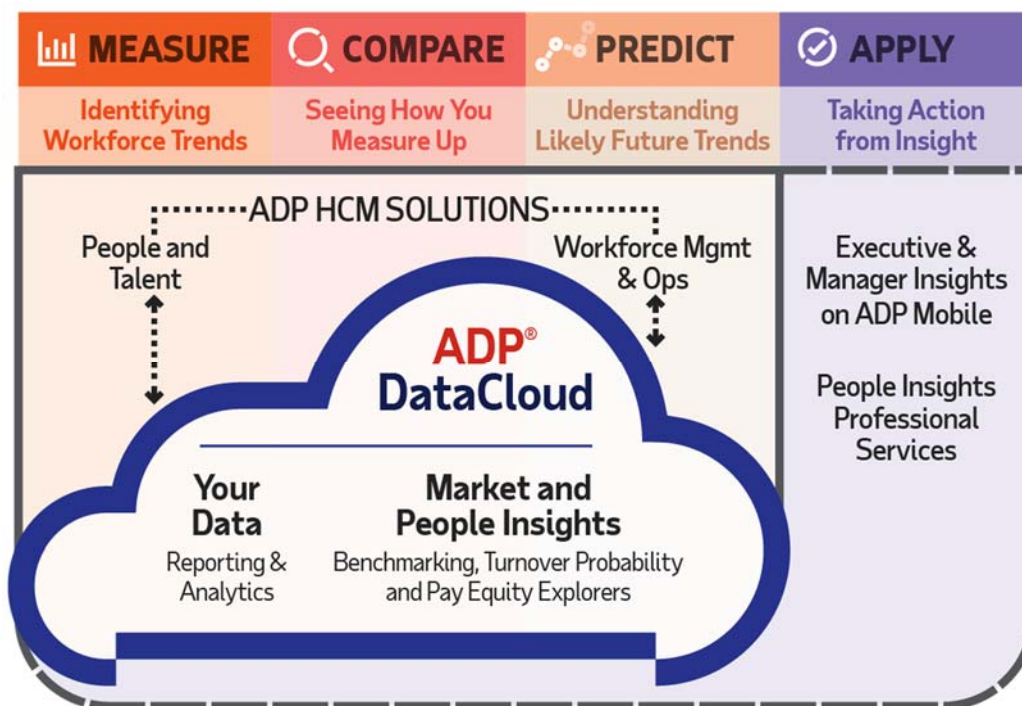 MEASURE
COMPARE
PREDICT
APPLY
Identifying
Workforce Trends
Seeing How You
Measure Up
Understanding
Likely Future Trends
Taking Action
from Insight
ADP HCM SOLUTIONS
People and
Talent
Workforce Mgmt
& Ops
Executive &
Manager Insights
on ADP Mobile
People Insights
Professional
Services
ADP®
DataCloud
Your
Data
Reporting &
Analytics
Market and
People Insights
Benchmarking, Turnover Probability
and Pay Equity Explorers